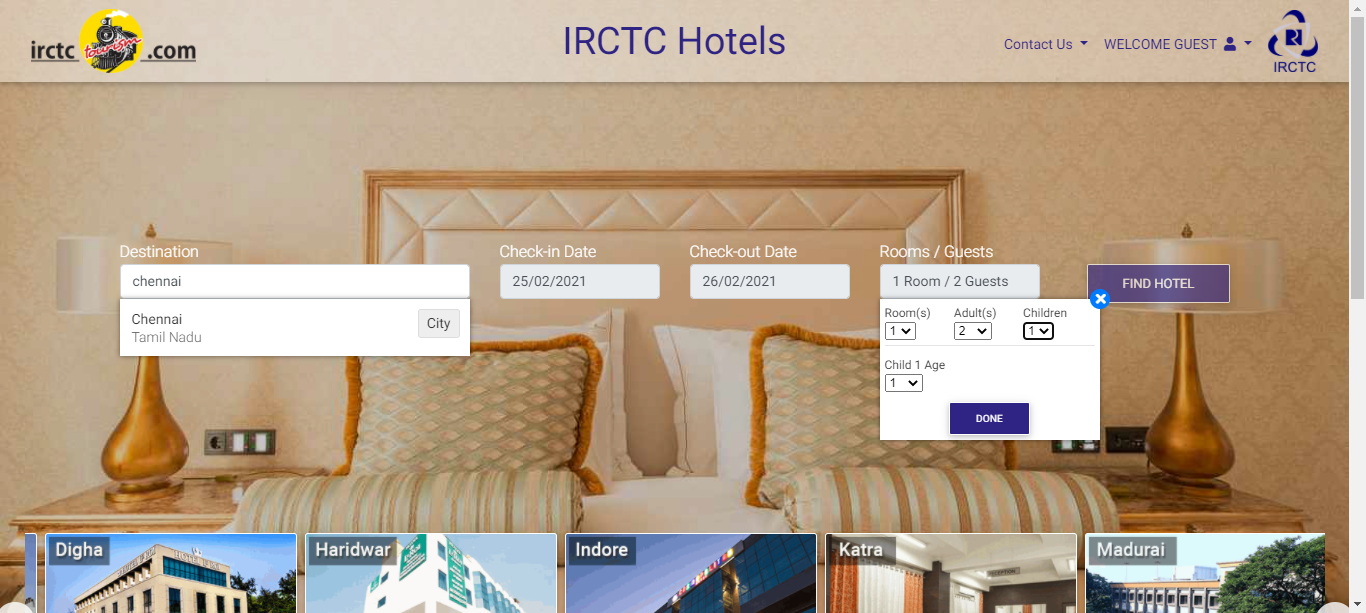 irctc tourism .com
IRCTC Hotels
Contact Us
WELCOME GUEST
IRCTC
Destination
Check-in Date
Check-out Date
Rooms / Guests
chennai
25/02/2021
26/02/2021
1 Room / 2 Guests
FIND HOTEL
Chennai
Tamil Nadu
City
Room(s)
Adult(s)
Children
1
2
1
Child 1 Age
1
DONE
Digha
Haridwar
Indore
Katra
Madurai